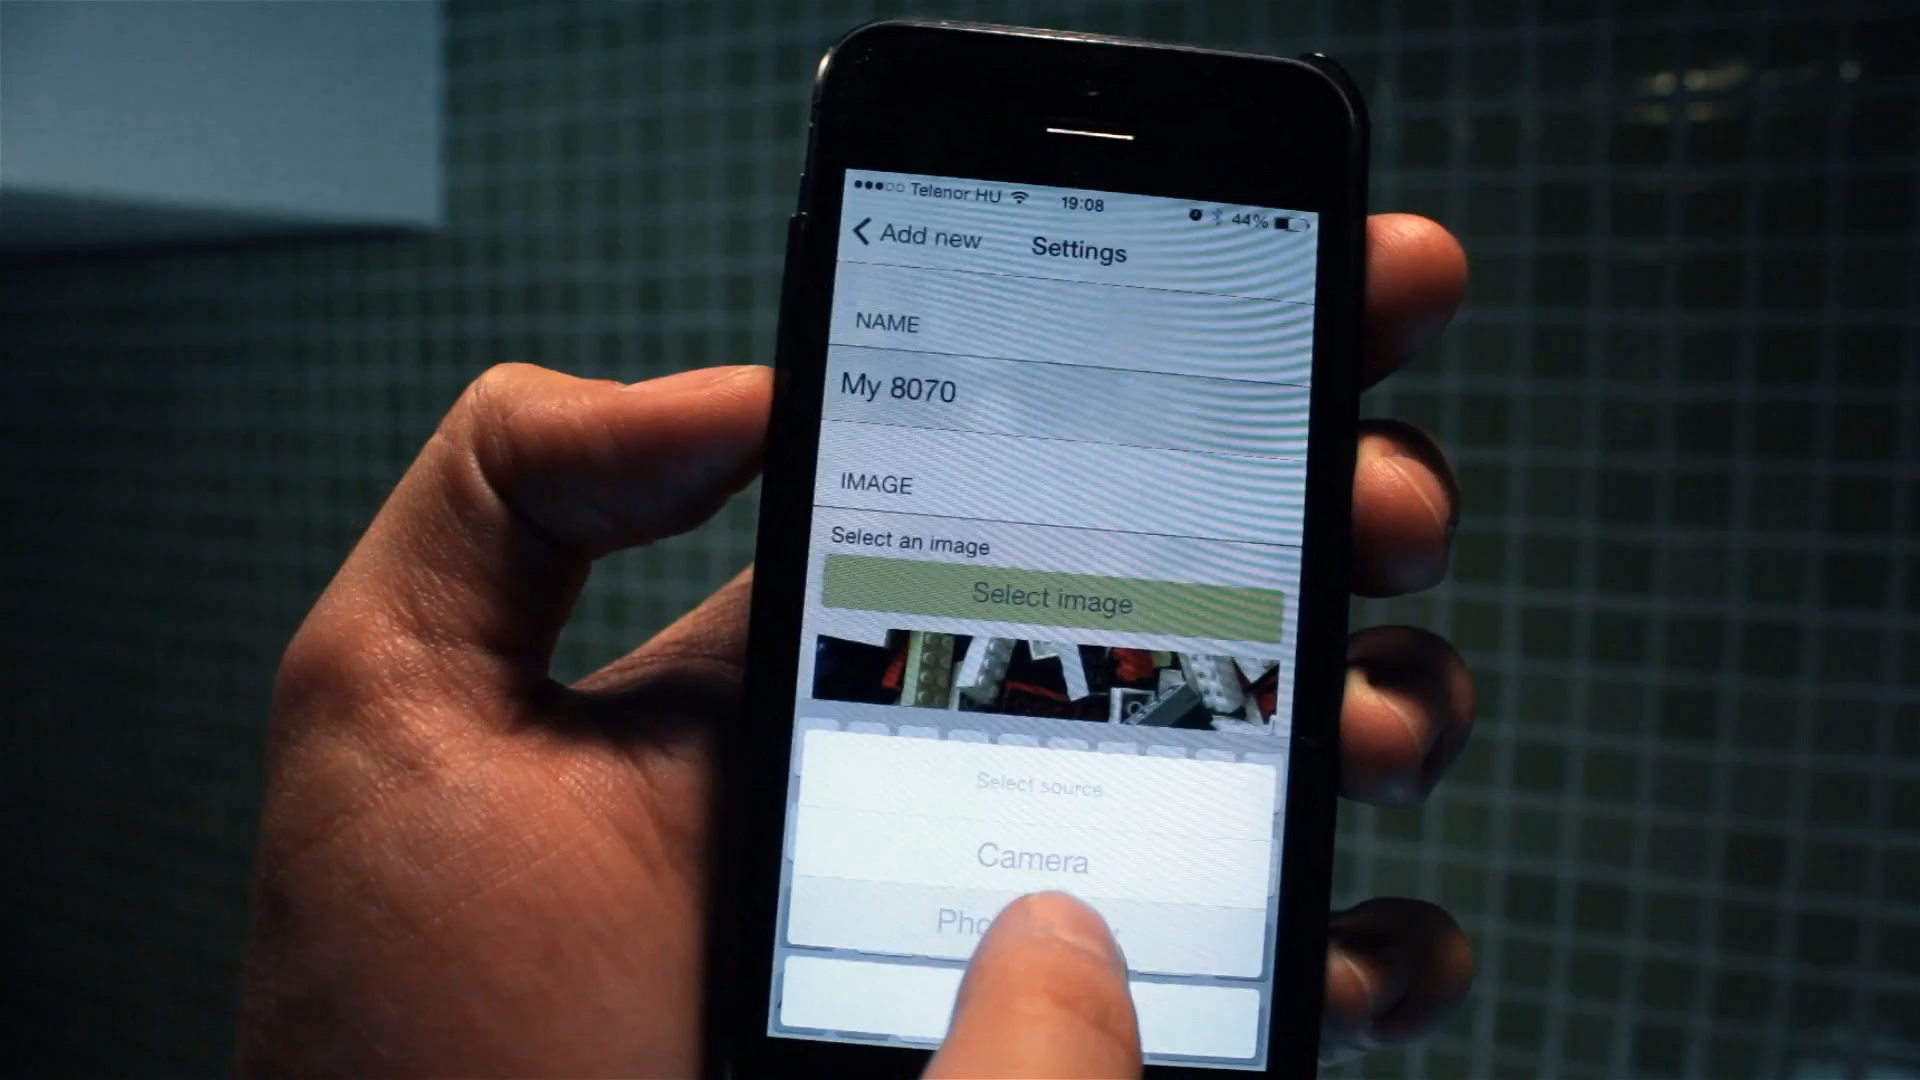 Telenor HU 19:08 44%
Add new Settings
NAME
My 8070
IMAGE
Select an image
Select image
Select source
Camera